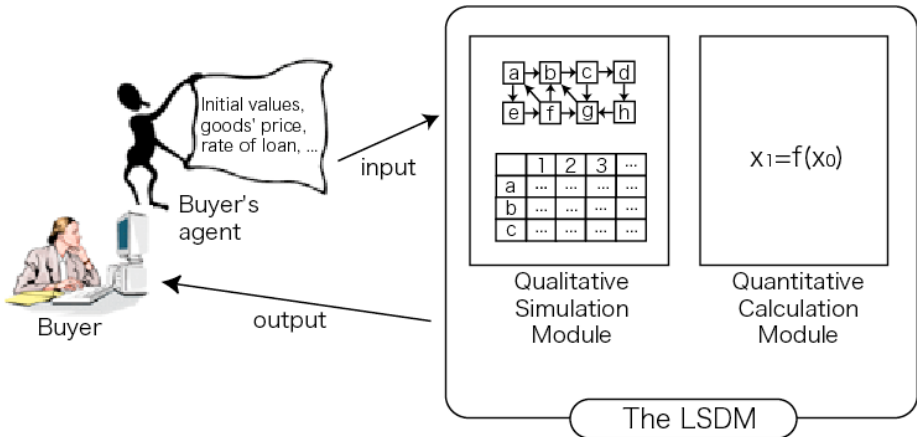 Initial values,
goods' price,
rate of loan, ...
Buyer's
agent
Buyer
input
output
a b c d
e f g h
1 2 3 ...
a ... ... ... ...
b ... ... ... ...
c ... ... ... ...
Qualitative
Simulation
Module
x1=f(x0)
Quantitative
Calculation
Module
The LSDM